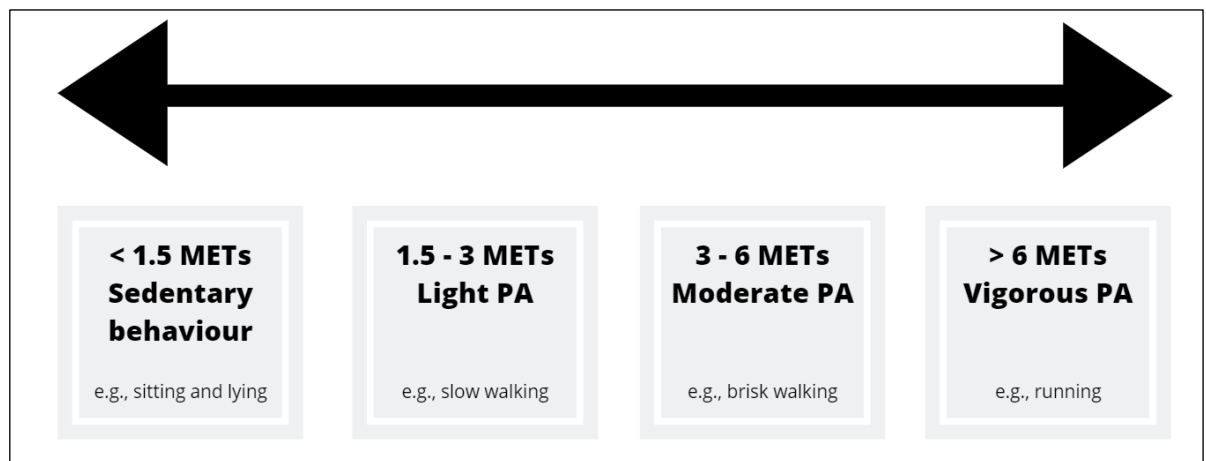 < 1.5 METs
Sedentary
behaviour
e.g., sitting and lying
1.5 - 3 METs
Light PA
e.g., slow walking
3 - 6 METs
Moderate PA
e.g., brisk walking
> 6 METs
Vigorous PA
e.g., running